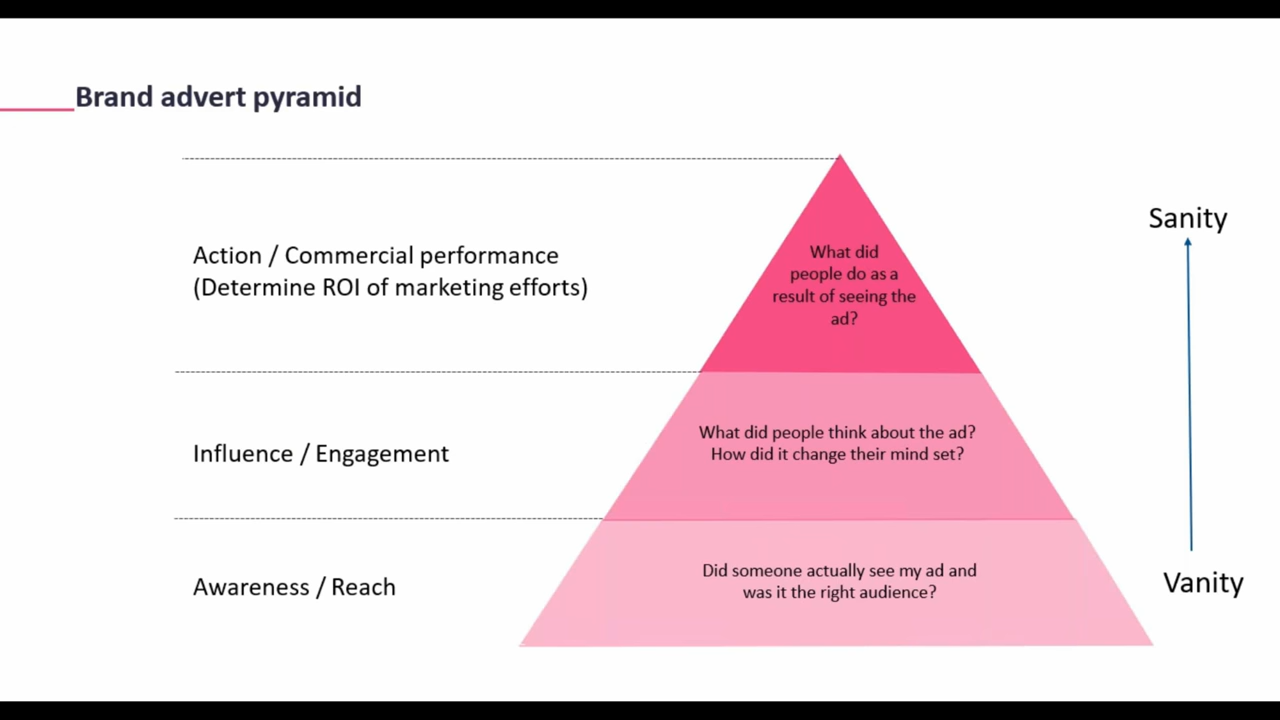 Brand advert pyramid
Sanity
Action / Commercial performance
(Determine ROI of marketing efforts)
What did
people do as a
result of seeing the
ad?
Influence / Engagement
What did people think about the ad?
How did it change their mind set?
Awareness / Reach
Did someone actually see my ad and
was it the right audience?
Vanity